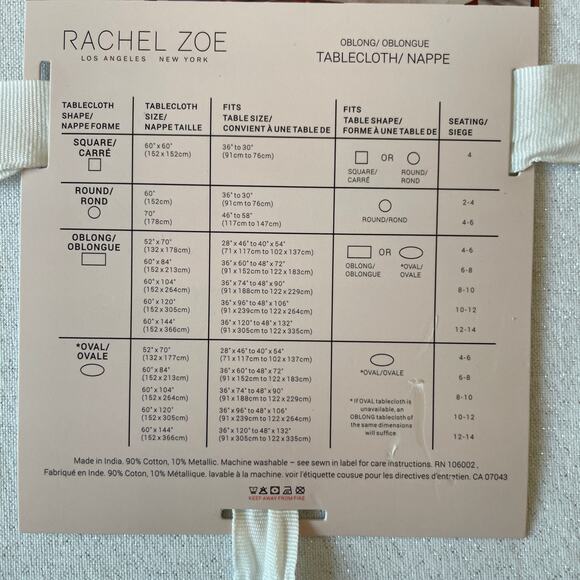 RACHEL ZOE
LOS ANGELES NEW YORK
OBLONG/ OBLONGUE
TABLECLOTH/ NAPPE
TABLECLOTH SHAPE/ NAPPE FORME
TABLECLOTH SIZE/ NAPPE TAILLE
FITS TABLE SIZE/ CONVIENT À UNE TABLE DE
FITS TABLE SHAPE/ FORME À UNE TABLE DE
SEATING/ SIEGE
SQUARE/ CARRÉ
60" x 60"
(152 x 152cm)
36" to 30"
(91cm to 76cm)
OR
SQUARE/ CARRÉ
ROUND/ ROND
4
ROUND/ ROND
60"
(152cm)
36" to 30"
(91cm to 76cm)
2-4
70"
(178cm)
46" to 58"
(117cm to 147cm)
4-6
ROUND/ROND
OBLONG/ OBLONGUE
52" x 70"
(132 x 178cm)
28" x 46" to 40" x 54"
(71 x 117cm to 102 x 137cm)
4-6
60" x 84"
(152 x 213cm)
36" x 60" to 48" x 72"
(91 x 152cm to 122 x 183cm)
6-8
60" x 104"
(152 x 264cm)
36" x 74" to 48" x 90"
(91 x 188cm to 122 x 229cm)
8-10
60" x 120"
(152 x 305cm)
36" x 96" to 48" x 106"
(91 x 239cm to 122 x 264cm)
10-12
60" x 144"
(152 x 366cm)
36" x 120" to 48" x 132"
(91 x 305cm to 122 x 335cm)
12-14
OR
OBLONG/ OBLONGUE
*OVAL/ OVALE
*OVAL/ OVALE
52" x 70"
(132 x 177cm)
28" x 46" to 40" x 54"
(71 x 117cm to 102 x 137cm)
4-6
60" x 84"
(152 x 213cm)
36" x 60" to 48" x 72"
(91 x 152cm to 122 x 183cm)
6-8
60" x 104"
(152 x 264cm)
36" x 74" to 48" x 90"
(91 x 188cm to 122 x 229cm)
8-10
60" x 120"
(152 x 305cm)
36" x 96" to 48" x 106"
(91 x 239cm to 122 x 264cm)
10-12
60" x 144"
(152 x 366cm)
36" x 120" to 48" x 132"
(91 x 305cm to 122 x 335cm)
12-14
*OVAL/OVALE
* If OVAL tablecloth is
unavailable, an
OBLONG tablecloth of
the same dimensions
will suffice.
Made in India. 90% Cotton, 10% Metallic. Machine washable – see sewn in label for care instructions. RN 106002 ,
Fabriqué en Inde. 90% Coton, 10% Métallique. lavable à la machine. voir l'étiquette cousue pour les directives d'entretien. CA 07043
KEEP AWAY FROM FIRE